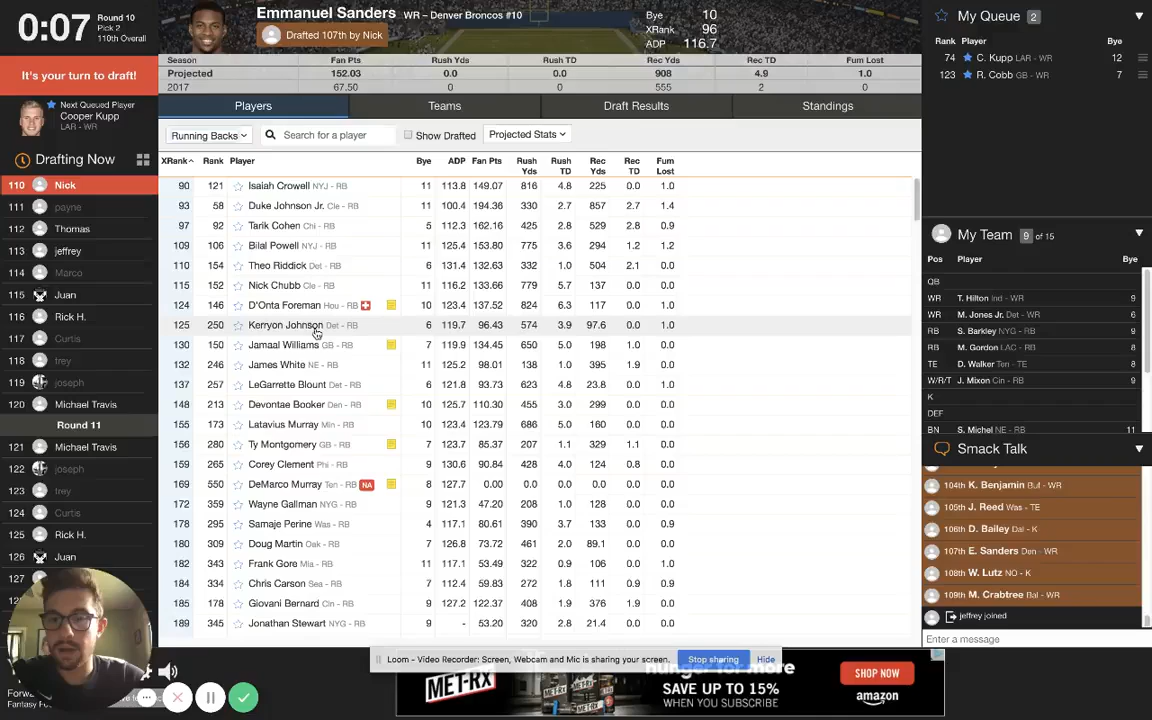 0:07
Round 10
Pick 2
110th Overall
Emmanuel Sanders WR – Denver Broncos #10
Drafted 107th by Nick
Bye 10
XRank 96
ADP 116.7
It's your turn to draft!
Next Queued Player
Cooper Kupp
LAR - WR
Drafting Now
110 Nick
111 payne
112 Thomas
113 jeffrey
114 Marco
115 Juan
116 Rick H.
117 Curtis
118 trey
119 joseph
120 Michael Travis
Round 11
121 Michael Travis
122 joseph
123 trey
124 Curtis
125 Rick H.
126 Juan
127
Season Fan Pts Rush Yds Rush TD Rec Yds Rec TD Fum Lost
Projected 152.03 0.0 0.0 908 4.9 1.0
2017 67.50 0 0 555 2 0
Players Teams Draft Results Standings
Running Backs Search for a player Show Drafted Projected Stats
XRank Rank Player Bye ADP Fan Pts Rush Yds Rush TD Rec Yds Rec TD Fum Lost
90 121 Isaiah Crowell NYJ - RB 11 113.8 149.07 816 4.8 225 0.0 1.0
93 58 Duke Johnson Jr. Cle - RB 11 100.4 194.36 330 2.7 857 2.7 1.4
97 92 Tarik Cohen Chi - RB 5 112.3 162.16 425 2.8 529 2.8 0.9
109 106 Bilal Powell NYJ - RB 11 125.4 153.80 775 3.6 294 1.2 1.2
110 154 Theo Riddick Det - RB 6 131.4 132.63 332 1.0 504 2.1 0.0
115 152 Nick Chubb Cle - RB 11 116.2 133.66 779 5.7 137 0.0 0.0
124 146 D'Onta Foreman Hou - RB 10 123.4 137.52 824 6.3 117 0.0 1.0
125 250 Kerryon Johnson Det - RB 6 119.7 96.43 574 3.9 97.6 0.0 1.0
130 150 Jamaal Williams GB - RB 7 119.9 134.45 650 5.0 198 1.0 0.0
132 246 James White NE - RB 11 125.2 98.01 138 1.0 395 1.9 0.0
137 257 LeGarrette Blount Det - RB 6 121.8 93.73 623 4.8 23.8 0.0 1.0
148 213 Devontae Booker Den - RB 10 125.7 110.30 455 3.0 299 0.0 0.0
155 173 Latavius Murray Min - RB 10 123.4 123.79 686 5.0 160 0.0 0.0
156 280 Ty Montgomery GB - RB 7 123.7 85.37 207 1.1 329 1.1 0.0
159 265 Corey Clement Phi - RB 9 130.6 90.84 428 4.0 124 0.8 0.0
169 550 DeMarco Murray Ten - RB NA 8 127.7 0.00 0.0 0.0 0.0 0.0 0.0
172 359 Wayne Gallman NYG - RB 9 121.3 47.20 208 1.0 128 0.0 0.0
178 295 Samaje Perine Was - RB 4 117.1 80.61 390 3.7 133 0.0 0.9
180 309 Doug Martin Oak - RB 7 126.8 73.72 461 2.0 89.1 0.0 0.0
182 343 Frank Gore Mia - RB 11 117.1 53.49 322 0.9 106 0.0 1.0
184 334 Chris Carson Sea - RB 7 112.4 59.83 272 1.8 111 0.9 0.9
185 178 Giovani Bernard Cin - RB 9 127.2 122.37 408 1.9 376 1.9 0.0
189 345 Jonathan Stewart NYG - RB 9 - 53.20 320 2.8 21.4 0.0 0.0
My Queue 2
Rank Player Bye
74 C. Kupp LAR - WR 12
123 R. Cobb GB - WR 7
My Team 9 of 15
Pos Player Bye
QB
WR T. Hilton Ind - WR 9
WR M. Jones Jr. Det - WR 6
RB S. Barkley NYG - RB 9
RB M. Gordon LAC - RB 8
TE D. Walker Ten - TE 8
W/R/T J. Mixon Cin - RB 9
K
DEF
BN S. Michel NE - RB 11
Smack Talk
104th K. Benjamin Buf - WR
105th J. Reed Was - TE
106th D. Bailey Dal - K
107th E. Sanders Den - WR
108th W. Lutz NO - K
109th M. Crabtree Bal - WR
jeffrey joined
Enter a message
Loom - Video Recorder: Screen, Webcam and Mic is sharing your screen. Stop sharing Hide
MET-RX
hunger for more
SAVE UP TO 15%
WHEN YOU SUBSCRIBE
SHOP NOW
amazon